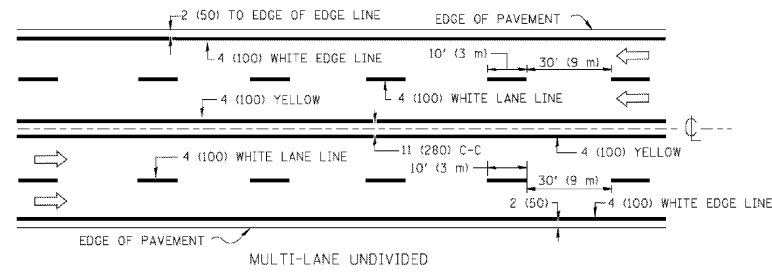 2 (50) TO EDGE OF EDGE LINE
EDGE OF PAVEMENT
4 (100) WHITE EDGE LINE
10' (3 m)
30' (9 m)
4 (100) YELLOW
4 (100) WHITE LANE LINE
℄
4 (100) WHITE LANE LINE
11 (280) C-C
4 (100) YELLOW
10' (3 m)
30' (9 m)
2 (50)
4 (100) WHITE EDGE LINE
EDGE OF PAVEMENT
MULTI-LANE UNDIVIDED